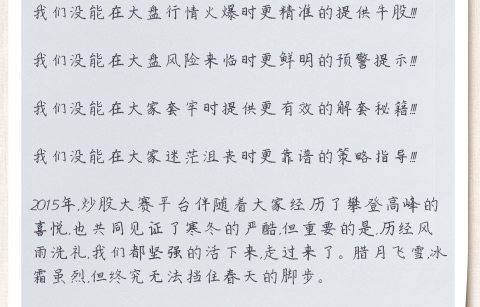 我们没能在大盘行情火爆时更精准的提供牛股!!!
我们没能在大盘风险来临时更鲜明的预警提示!!!
我们没能在大家套牢时提供更有效的解套秘籍!!!
我们没能在大家迷茫沮丧时更靠谱的策略指导!!!
2015年,炒股大赛平台伴随着大家经历了攀登高峰的
喜悦,也共同见证了寒冬的严酷,但重要的是,历经风
雨洗礼,我们都坚强的活下来,走过来了。腊月飞雪,冰
霜虽烈,但终究无法挡住春天的脚步。